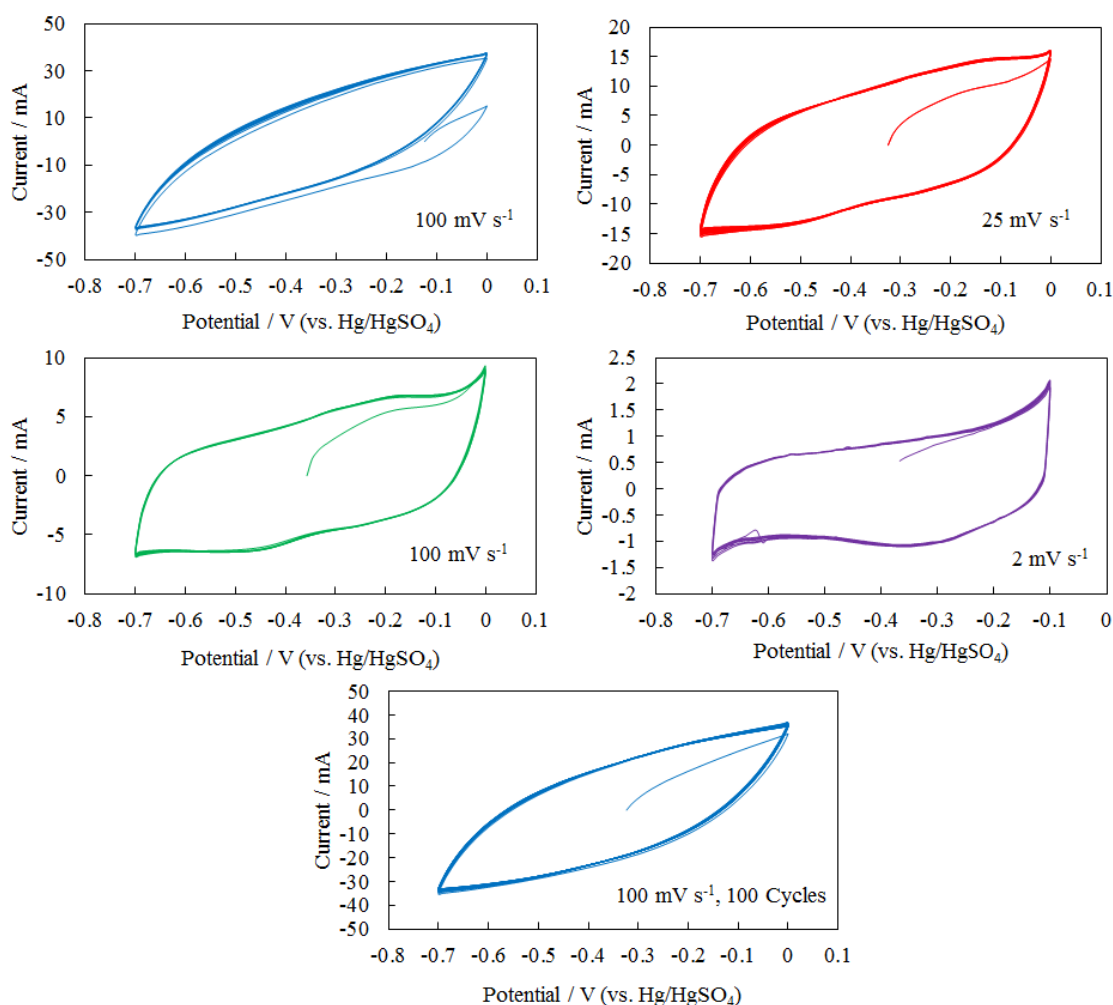 50
30
10
-10
-30
-50
-0.8 -0.7 -0.6 -0.5 -0.4 -0.3 -0.2 -0.1 0 0.1
Current / mA
Potential / V (vs. Hg/HgSO4)
100 mV s-1
20
15
10
5
0
-5
-10
-15
-20
-0.8 -0.7 -0.6 -0.5 -0.4 -0.3 -0.2 -0.1 0 0.1
Current / mA
Potential / V (vs. Hg/HgSO4)
25 mV s-1
10
5
0
-5
-10
-0.8 -0.7 -0.6 -0.5 -0.4 -0.3 -0.2 -0.1 0 0.1
Current / mA
Potential / V (vs. Hg/HgSO4)
100 mV s-1
2.5
2
1.5
1
0.5
0
-0.5
-1
-1.5
-2
-0.8 -0.7 -0.6 -0.5 -0.4 -0.3 -0.2 -0.1 0
Current / mA
Potential / V (vs. Hg/HgSO4)
2 mV s-1
50
40
30
20
10
0
-10
-20
-30
-40
-50
-0.8 -0.7 -0.6 -0.5 -0.4 -0.3 -0.2 -0.1 0 0.1
Current / mA
Potential / V (vs. Hg/HgSO4)
100 mV s-1, 100 Cycles